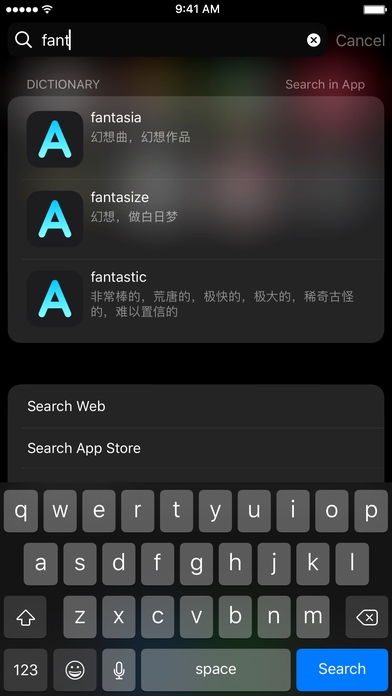 9:41 AM
fant
Cancel
DICTIONARY
Search in App
A
fantasia
幻想曲，幻想作品
A
fantasize
幻想，做白日梦
A
fantastic
非常棒的，荒唐的，极快的，极大的，稀奇古怪
的，难以置信的
Search Web
Search App Store
q w e r t y u i o p
a s d f g h j k l
z x c v b n m
123
space
Search